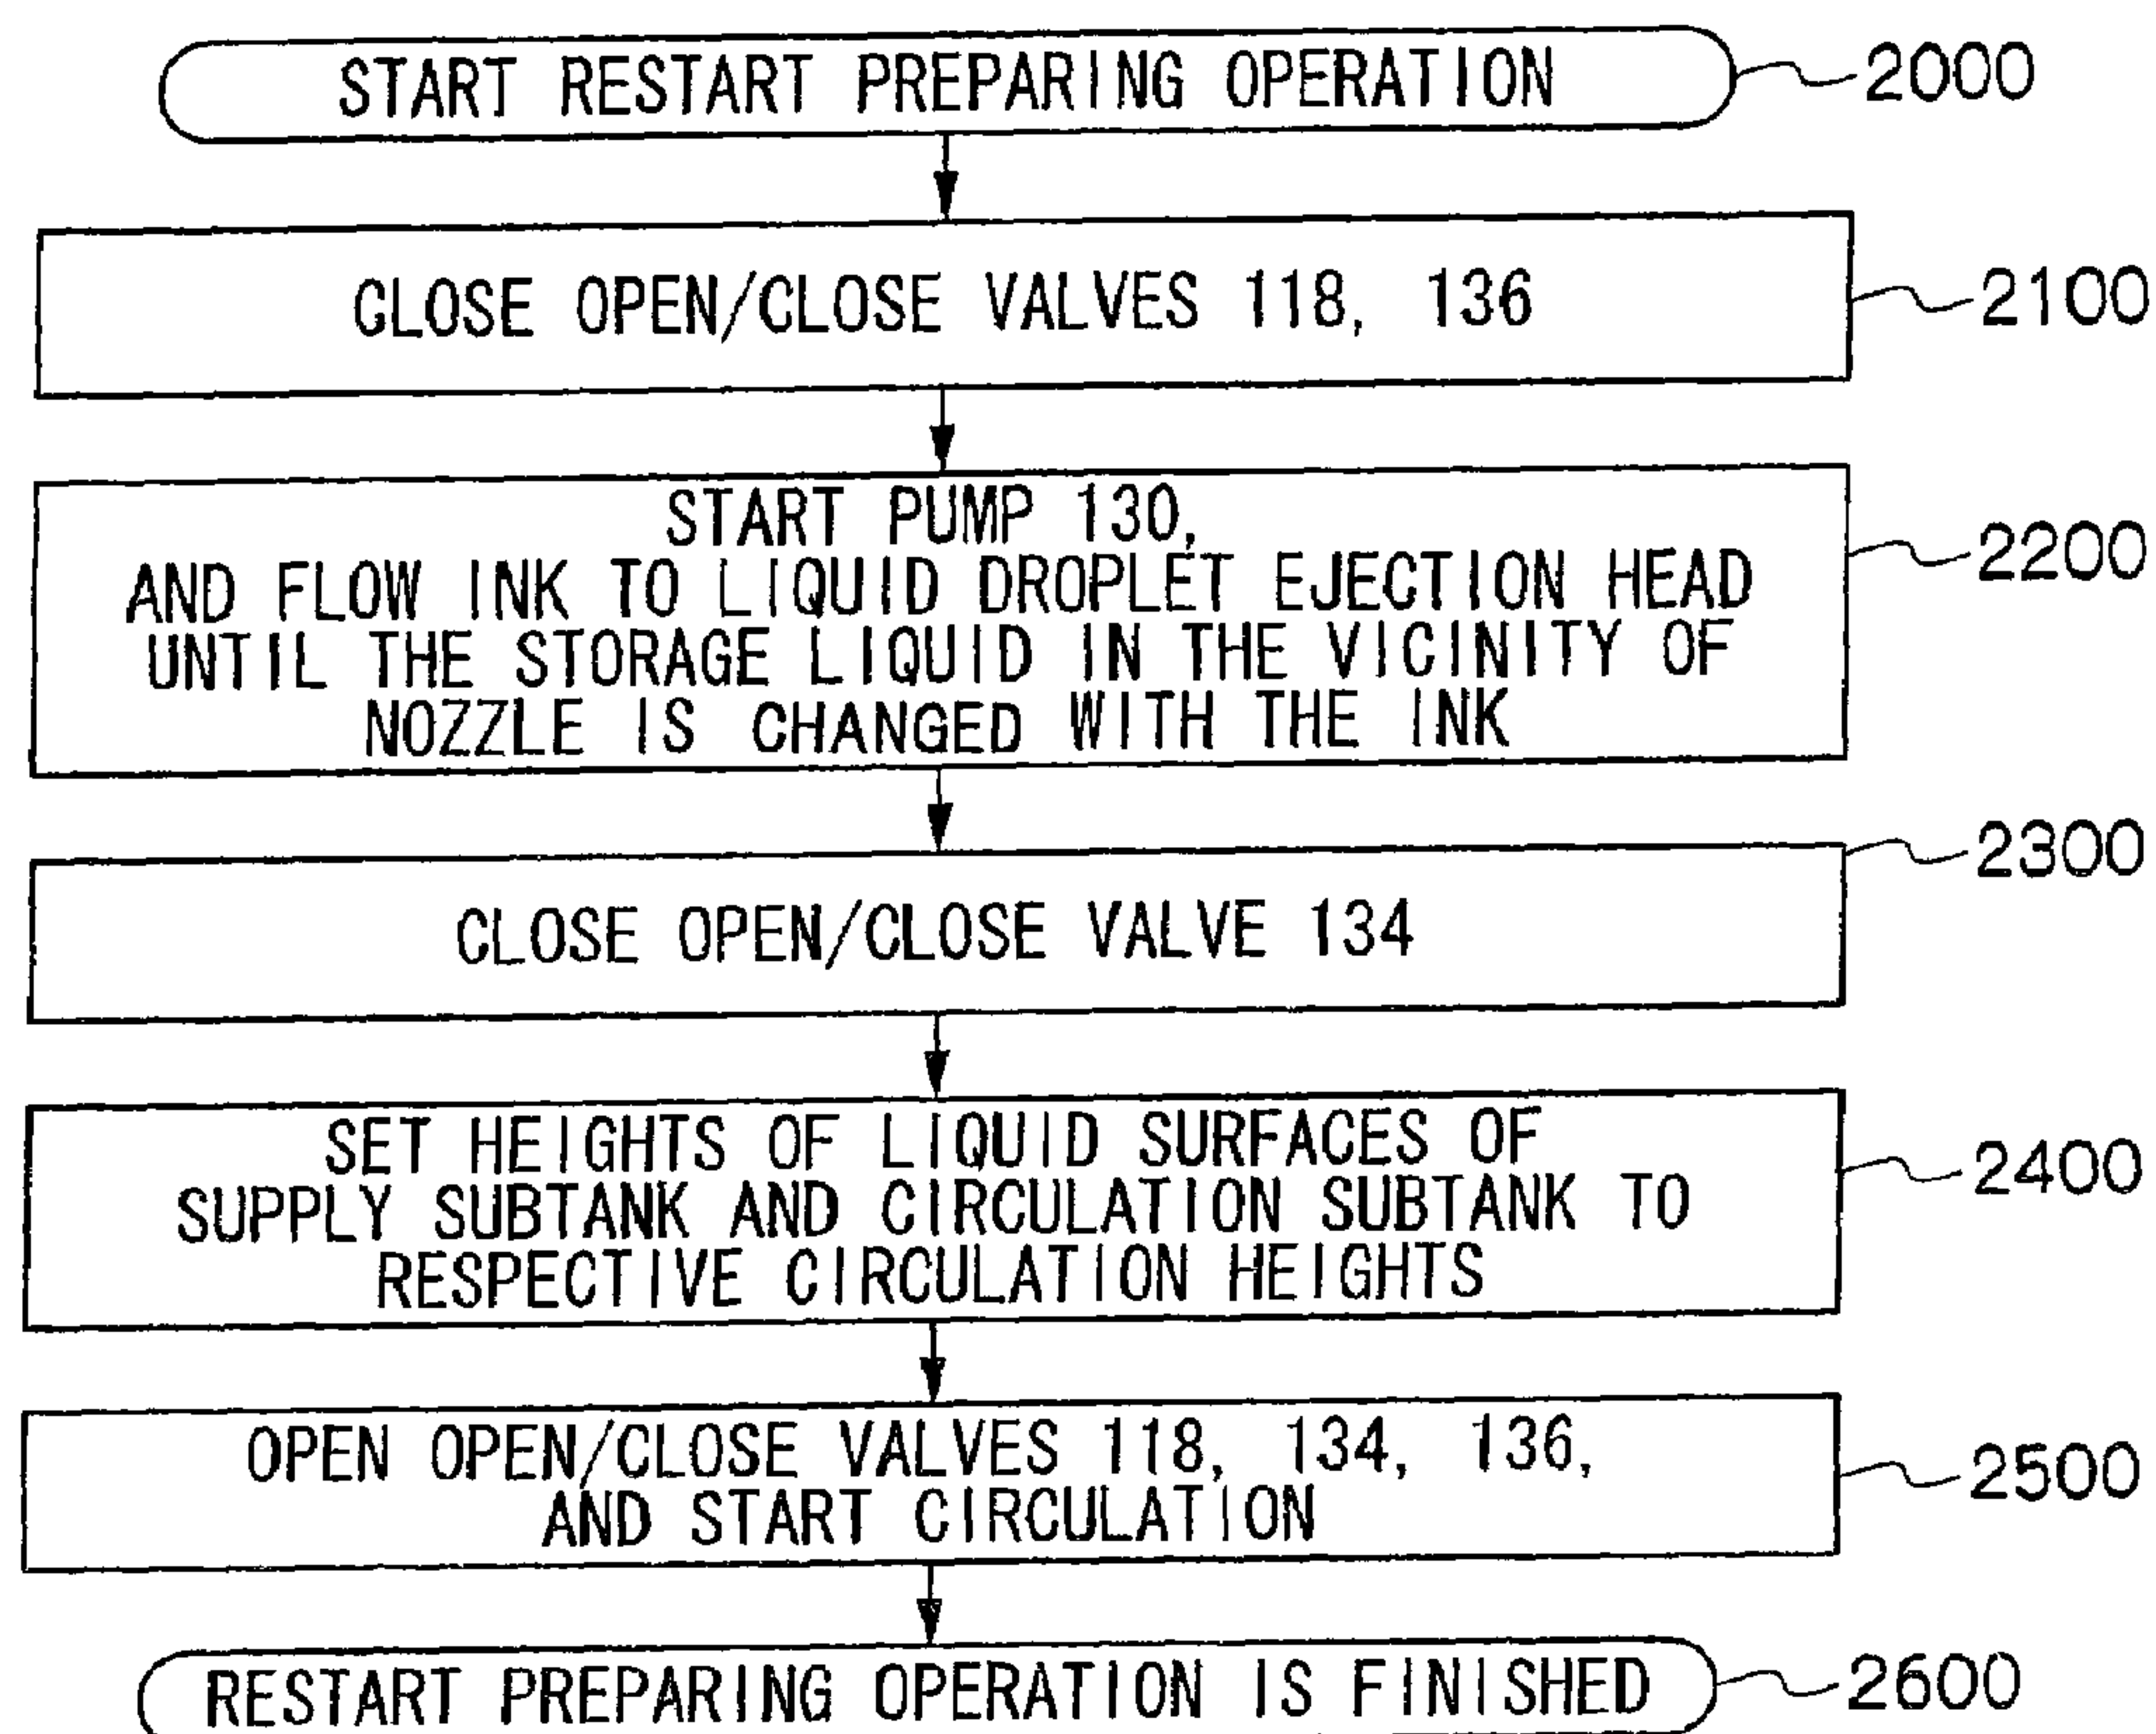 START RESTART PREPARING OPERATION
2000
CLOSE OPEN/CLOSE VALVES 118, 136
2100
START PUMP 130,
AND FLOW INK TO LIQUID DROPLET EJECTION HEAD
UNTIL THE STORAGE LIQUID IN THE VICINITY OF
NOZZLE IS CHANGED WITH THE INK
2200
CLOSE OPEN/CLOSE VALVE 134
2300
SET HEIGHTS OF LIQUID SURFACES OF
SUPPLY SUBTANK AND CIRCULATION SUBTANK TO
RESPECTIVE CIRCULATION HEIGHTS
2400
OPEN OPEN/CLOSE VALVES 118, 134, 136,
AND START CIRCULATION
2500
RESTART PREPARING OPERATION IS FINISHED
2600